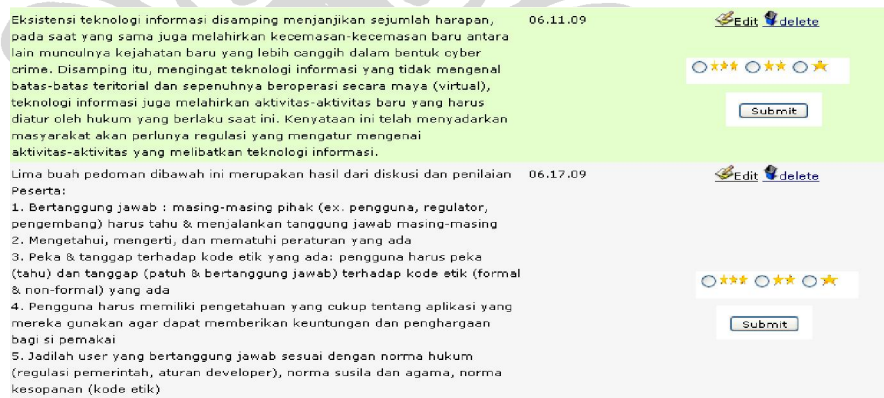 Eksistensi teknologi informasi disamping menjanjikan sejumlah harapan, 06.11.09 Edit delete
pada saat yang sama juga melahirkan kecemasan-kecemasan baru antara
lain munculnya kejahatan baru yang lebih canggih dalam bentuk cyber
crime. Disamping itu, mengingat teknologi informasi yang tidak mengenal
batas-batas teritorial dan sepenuhnya beroperasi secara maya (virtual),
teknologi informasi juga melahirkan aktivitas-aktivitas baru yang harus
diatur oleh hukum yang berlaku saat ini. Kenyataan ini telah menyadarkan
masyarakat akan perlunya regulasi yang mengatur mengenai
aktivitas-aktivitas yang melibatkan teknologi informasi.
Submit
Lima buah pedoman dibawah ini merupakan hasil dari diskusi dan penilaian 06.17.09 Edit delete
Peserta:
1. Bertanggung jawab : masing-masing pihak (ex. pengguna, regulator,
pengembang) harus tahu & menjalankan tanggung jawab masing-masing
2. Mengetahui, mengerti, dan mematuhi peraturan yang ada
3. Peka & tanggap terhadap kode etik yang ada: pengguna harus peka
(tahu) dan tanggap (patuh & bertanggung jawab) terhadap kode etik (formal
& non-formal) yang ada
4. Pengguna harus memiliki pengetahuan yang cukup tentang aplikasi yang
mereka gunakan agar dapat memberikan keuntungan dan penghargaan
bagi si pemakai
5. Jadilah user yang bertanggung jawab sesuai dengan norma hukum
(regulasi pemerintah, aturan developer), norma susila dan agama, norma
kesopanan (kode etik)
Submit